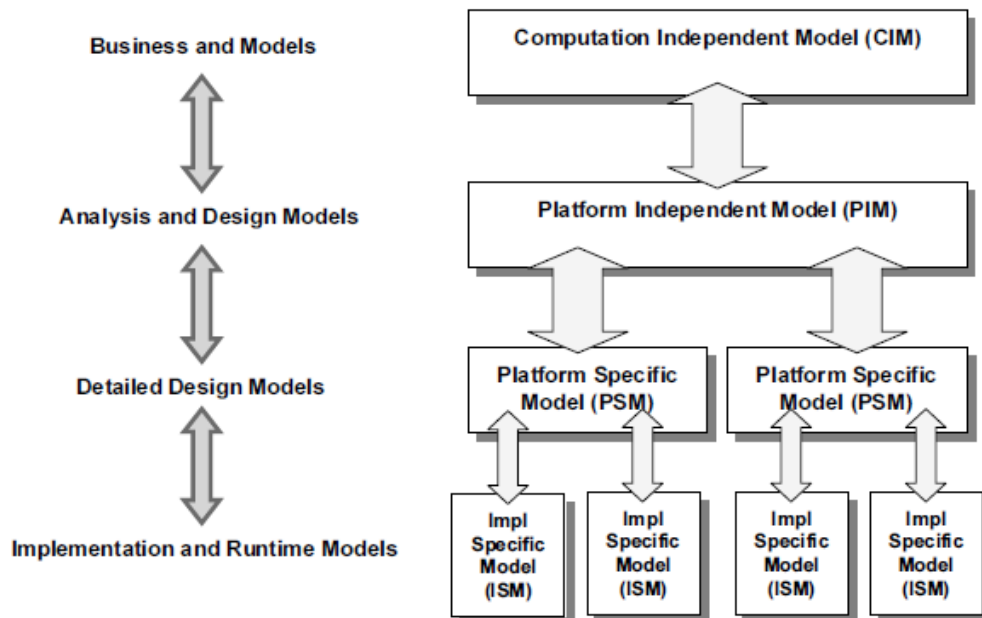 Business and Models
Computation Independent Model (CIM)
Analysis and Design Models
Platform Independent Model (PIM)
Detailed Design Models
Platform Specific
Model (PSM)
Platform Specific
Model (PSM)
Implementation and Runtime Models
Impl
Specific
Model
(ISM)
Impl
Specific
Model
(ISM)
Impl
Specific
Model
(ISM)
Impl
Specific
Model
(ISM)